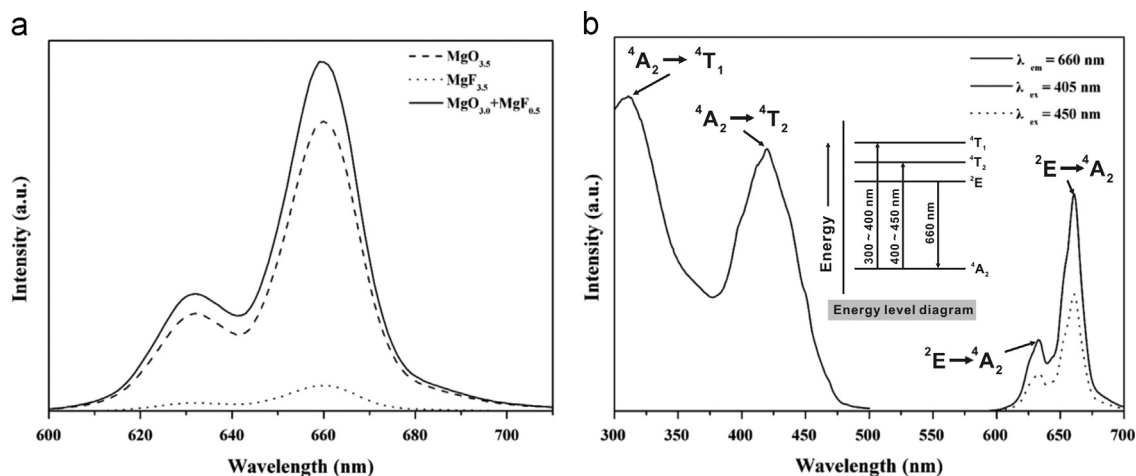 a
MgO₃.₅
MgF₃.₅
MgO₃.₀+MgF₀.₅
Intensity (a.u.)
600 620 640 660 680 700
Wavelength (nm)
b
⁴A₂ → ⁴T₁
⁴A₂ → ⁴T₂
λ em = 660 nm
λ ex = 405 nm
λ ex = 450 nm
⁴T₁
⁴T₂
²E
⁴A₂
Energy
300 ~ 400 nm
400 ~ 450 nm
660 nm
Energy level diagram
²E → ⁴A₂
²E → ⁴A₂
Intensity (a.u.)
300 350 400 450 500 550 600 650 700
Wavelength (nm)